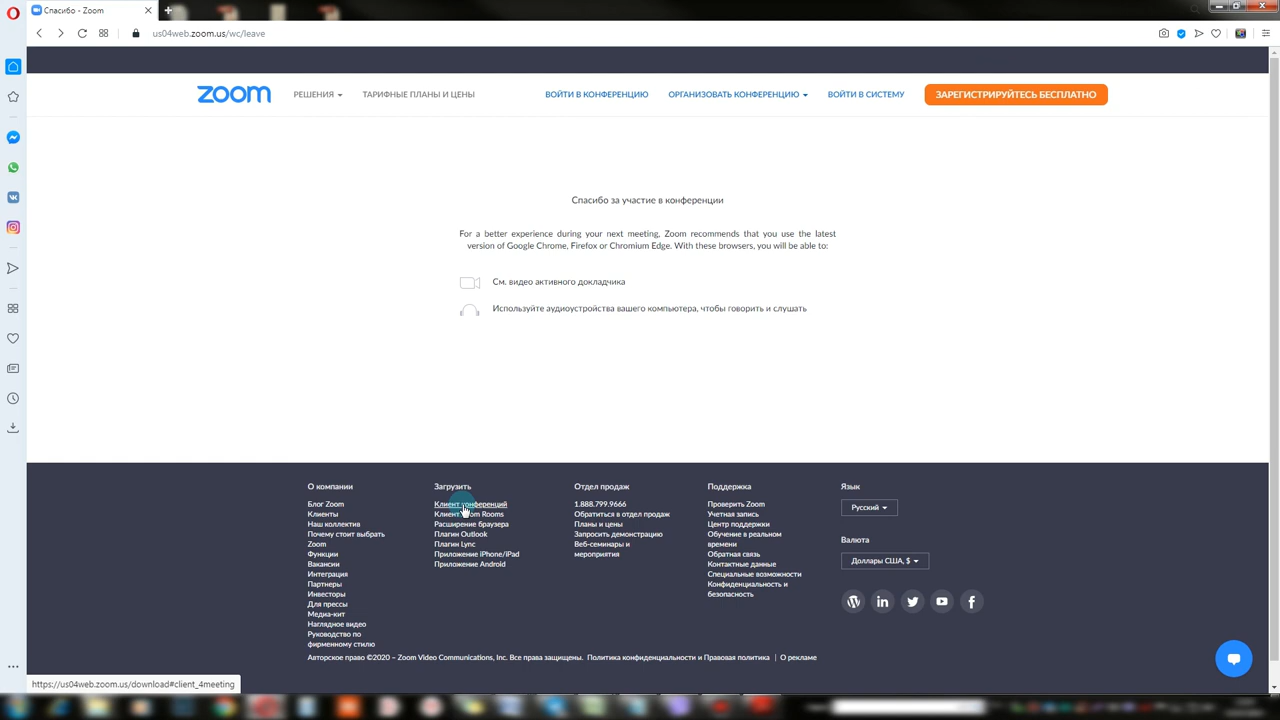 Спасибо - Zoom
us04web.zoom.us/wc/leave
zoom
РЕШЕНИЯ
ТАРИФНЫЕ ПЛАНЫ И ЦЕНЫ
ВОЙТИ В КОНФЕРЕНЦИЮ
ОРГАНИЗОВАТЬ КОНФЕРЕНЦИЮ
ВОЙТИ В СИСТЕМУ
ЗАРЕГИСТРИРУЙТЕСЬ БЕСПЛАТНО
Спасибо за участие в конференции
For a better experience during your next meeting, Zoom recommends that you use the latest
version of Google Chrome, Firefox or Chromium Edge. With these browsers, you will be able to:
См. видео активного докладчика
Используйте аудиоустройства вашего компьютера, чтобы говорить и слушать
О компании
Блог Zoom
Клиенты
Наш коллектив
Почему стоит выбрать
Zoom
Функции
Вакансии
Интеграция
Партнеры
Инвесторы
Для прессы
Медиа-кит
Наглядное видео
Руководство по
фирменному стилю
Загрузить
Клиент конференций
Клиент Zoom Rooms
Расширение браузера
Плагин Outlook
Плагин Lync
Приложение iPhone/iPad
Приложение Android
Отдел продаж
1.888.799.9666
Обратиться в отдел продаж
Планы и цены
Запросить демонстрацию
Веб-семинары и
мероприятия
Поддержка
Проверить Zoom
Учетная запись
Центр поддержки
Обучение в реальном
времени
Обратная связь
Контактные данные
Специальные возможности
Конфиденциальность и
безопасность
Язык
Русский
Валюта
Доллары США, $
Авторское право ©2020 – Zoom Video Communications, Inc. Все права защищены. Политика конфиденциальности и Правовая политика | О рекламе
https://us04web.zoom.us/download#client_4meeting